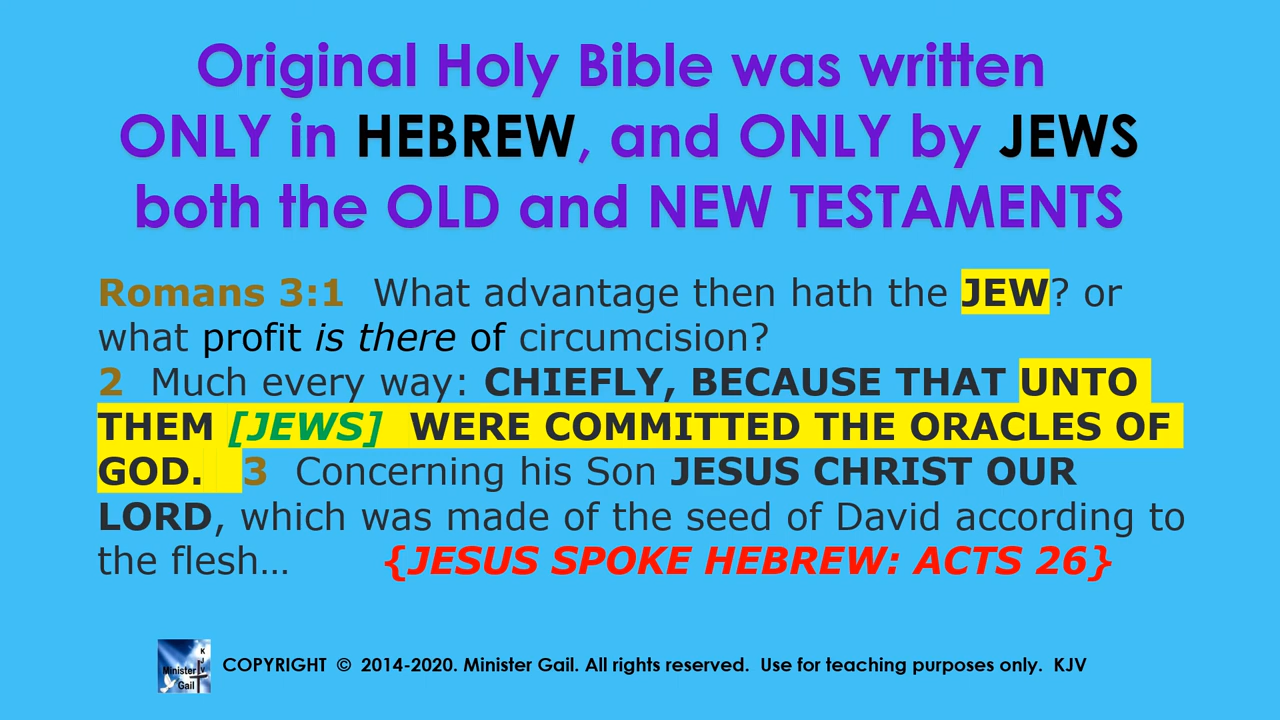 Original Holy Bible was written
ONLY in HEBREW, and ONLY by JEWS
both the OLD and NEW TESTAMENTS
Romans 3:1 What advantage then hath the JEW? or
what profit is there of circumcision?
2 Much every way: CHIEFLY, BECAUSE THAT UNTO
THEM [JEWS] WERE COMMITTED THE ORACLES OF
GOD. 3 Concerning his Son JESUS CHRIST OUR
LORD, which was made of the seed of David according to
the flesh… {JESUS SPOKE HEBREW: ACTS 26}
KJV
Minister
Gail
COPYRIGHT © 2014-2020. Minister Gail. All rights reserved. Use for teaching purposes only. KJV